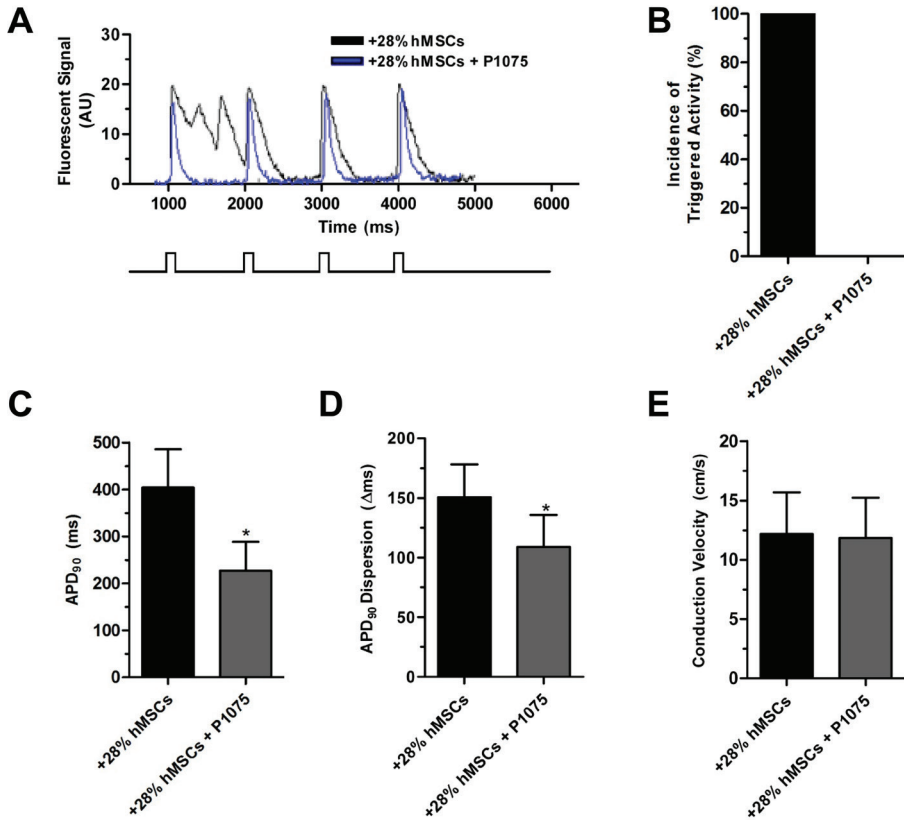 A
+28% hMSCs
+28% hMSCs + P1075
Fluorescent Signal
(AU)
30
20
10
0
1000 2000 3000 4000 5000 6000
Time (ms)
B
Incidence of
Triggered Activity (%)
100
80
60
40
20
0
+28% hMSCs
+28% hMSCs + P1075
C
APD90 (ms)
500
400
300
200
100
0
*
+28% hMSCs
+28% hMSCs + P1075
D
APD90 Dispersion (Δms)
200
150
100
50
0
*
+28% hMSCs
+28% hMSCs + P1075
E
Conduction Velocity (cm/s)
20
15
10
5
0
+28% hMSCs
+28% hMSCs + P1075